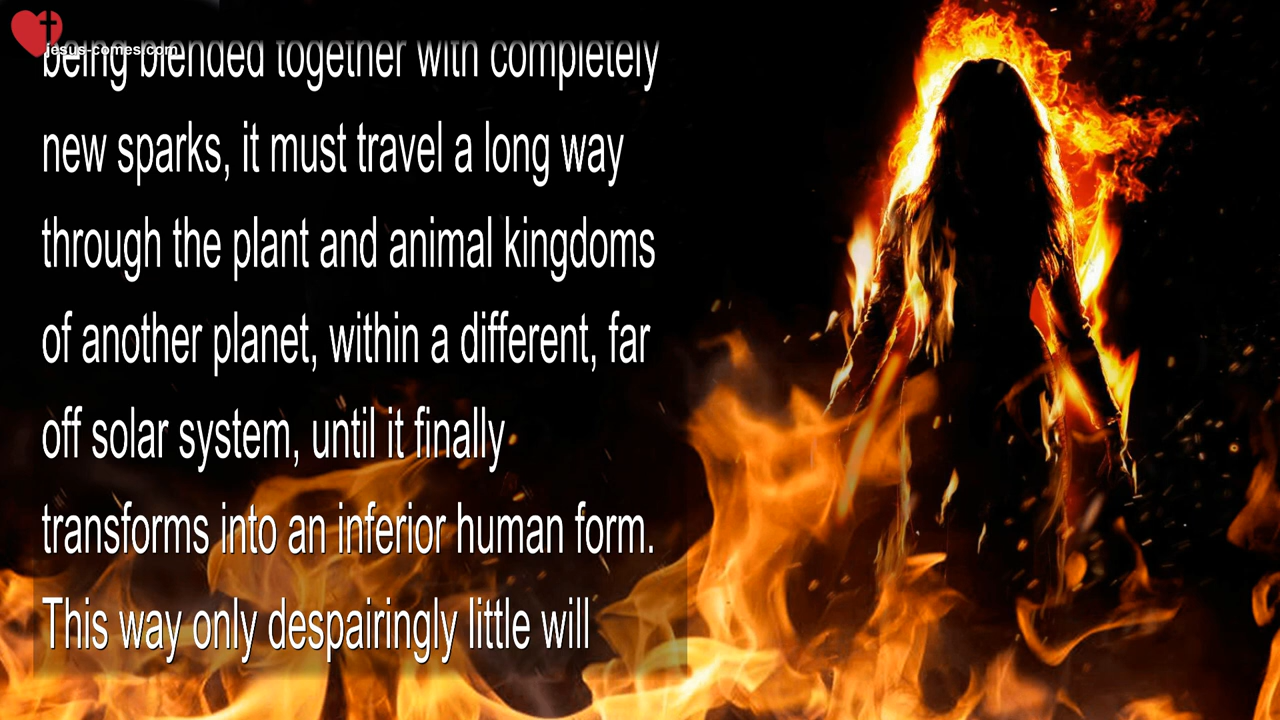 jesus-comes.com
being blended together with completely
new sparks, it must travel a long way
through the plant and animal kingdoms
of another planet, within a different, far
off solar system, until it finally
transforms into an inferior human form.
This way only despairingly little will